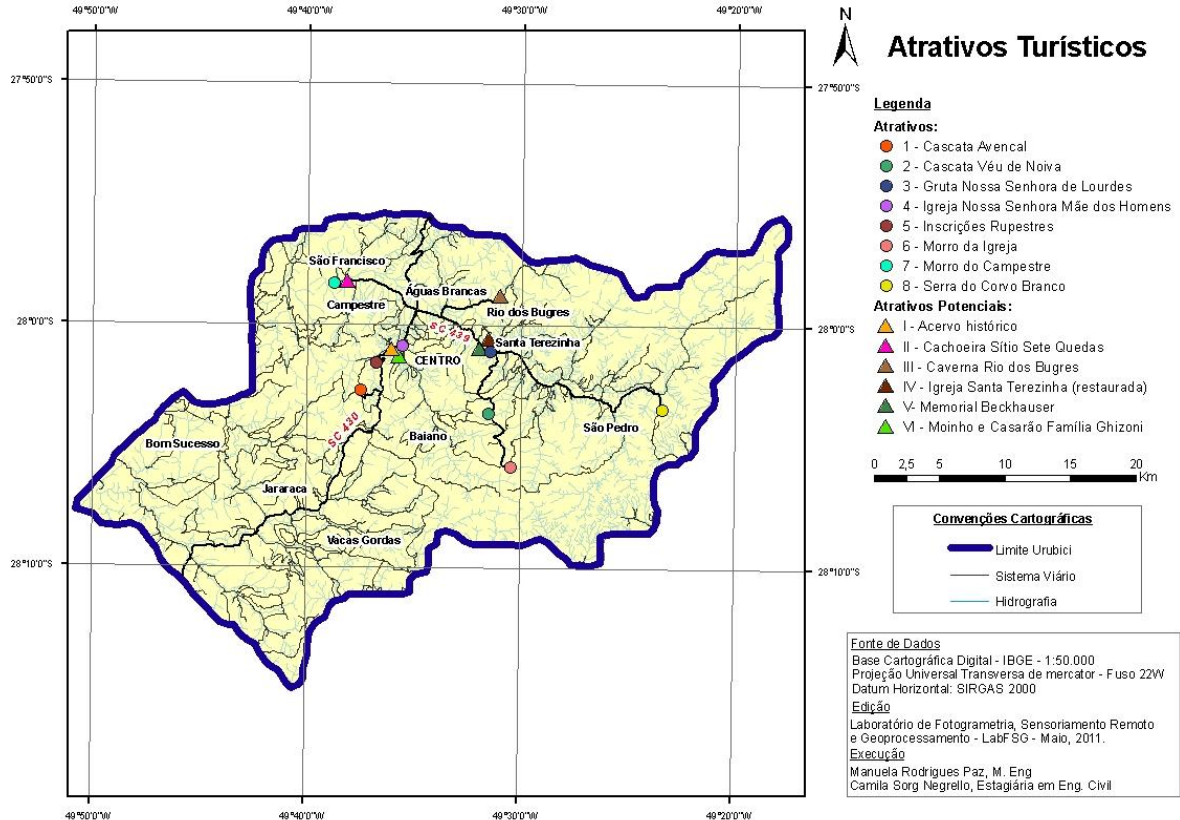 49°50'0"W
49°40'0"W
49°30'0"W
49°20'0"W
N
Atrativos Turísticos
27°50'0"S
27°50'0"S
Legenda
Atrativos:
1 - Cascata Avencal
2 - Cascata Véu de Noiva
3 - Gruta Nossa Senhora de Lourdes
4 - Igreja Nossa Senhora Mãe dos Homens
5 - Inscrições Rupestres
6 - Morro da Igreja
7 - Morro do Campestre
8 - Serra do Corvo Branco
Atrativos Potenciais:
I - Acervo histórico
II - Cachoeira Sítio Sete Quedas
III - Caverna Rio dos Bugres
IV - Igreja Santa Terezinha (restaurada)
V- Memorial Beckhauser
VI - Moinho e Casarão Família Ghizoni
0 2,5 5 10 15 20
Km
São Francisco
Águas Brancas
Campestre
Rio dos Bugres
28°0'0"S
28°0'0"S
SC 439
Santa Terezinha
CENTRO
SC 430
Baiano
São Pedro
Bom Sucesso
Jararaca
Vacas Gordas
28°10'0"S
28°10'0"S
Convenções Cartográficas
Limite Urubici
Sistema Viário
Hidrografia
Fonte de Dados
Base Cartográfica Digital - IBGE - 1:50.000
Projeção Universal Transversa de mercator - Fuso 22W
Datum Horizontal: SIRGAS 2000
Edição
Laboratório de Fotogrametria, Sensoriamento Remoto
e Geoprocessamento - LabFSG - Maio, 2011.
Execução
Manuela Rodrigues Paz, M. Eng
Camila Sorg Negrello, Estagiária em Eng. Civil
49°50'0"W
49°40'0"W
49°30'0"W
49°20'0"W